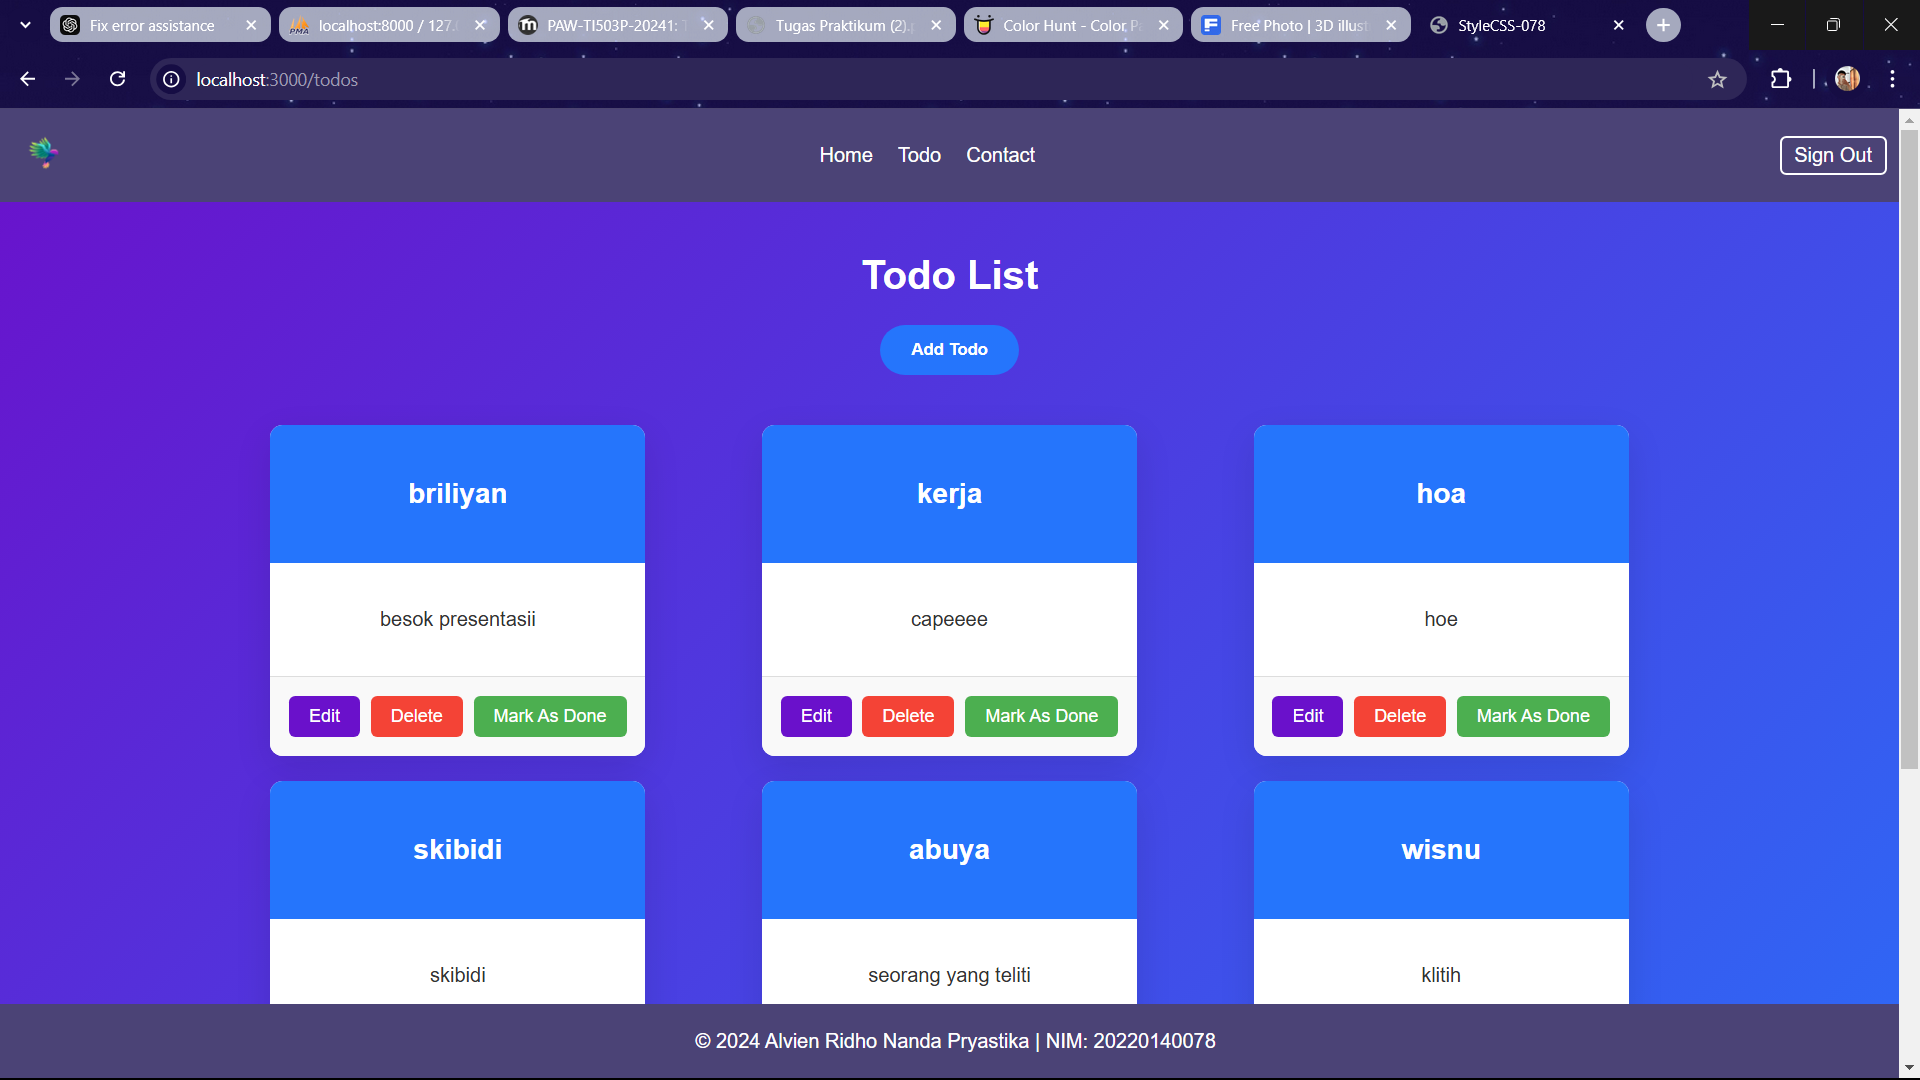 Fix error assistance
localhost:8000 / 127.
PAW-TI503P-20241:
Tugas Praktikum (2).
Color Hunt - Color
Free Photo | 3D illust
StyleCSS-078
localhost:3000/todos
Home Todo Contact
Sign Out
Todo List
Add Todo
briliyan
kerja
hoa
besok presentasii
capeeee
hoe
Edit Delete Mark As Done
Edit Delete Mark As Done
Edit Delete Mark As Done
skibidi
abuya
wisnu
skibidi
seorang yang teliti
klitih
© 2024 Alvien Ridho Nanda Pryastika | NIM: 20220140078